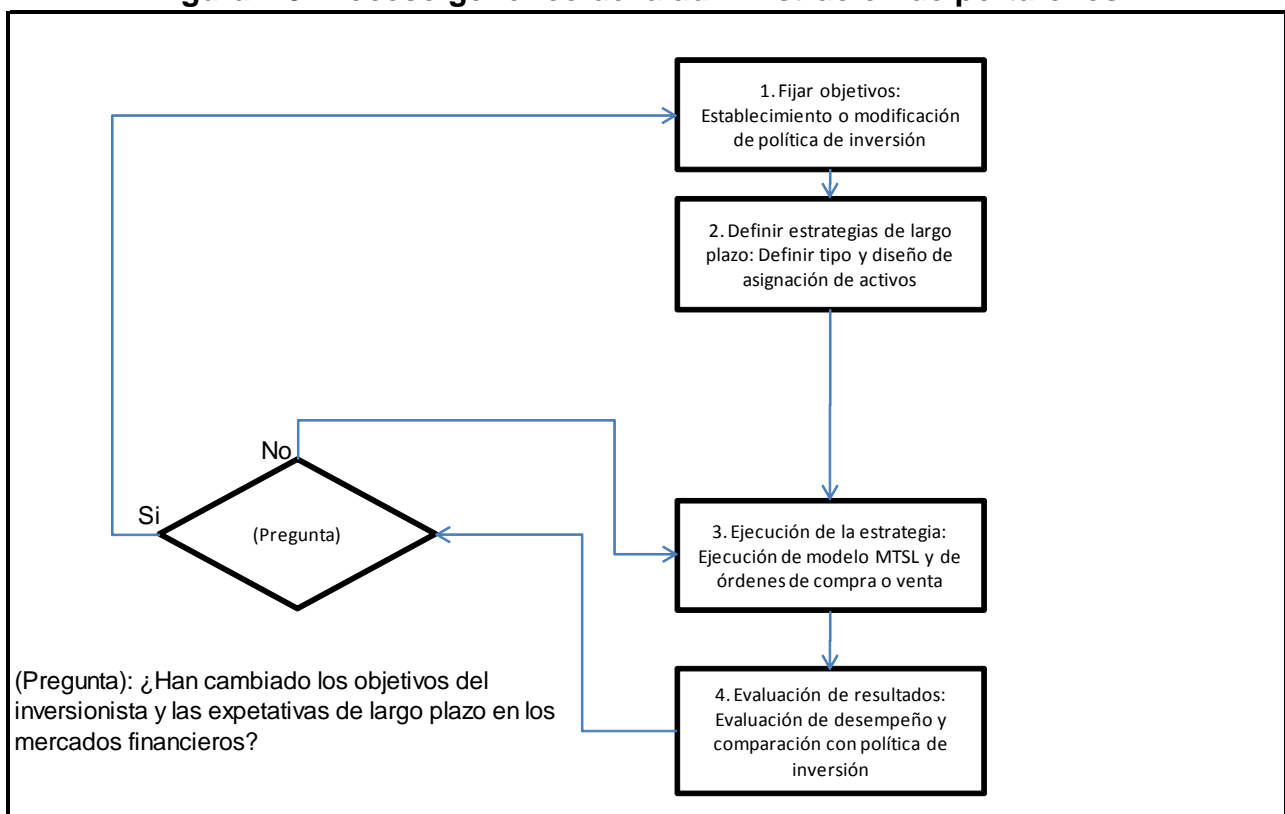 1. Fijar objetivos:
Establecimiento o modificación
de política de inversión
2. Definir estrategias de largo
plazo: Definir tipo y diseño de
asignación de activos
No
Si
(Pregunta)
3. Ejecución de la estrategia:
Ejecución de modelo MTSL y de
órdenes de compra o venta
(Pregunta): ¿Han cambiado los objetivos del
inversionista y las expetativas de largo plazo en los
mercados financieros?
4. Evaluación de resultados:
Evaluación de desempeño y
comparación con política de
inversión